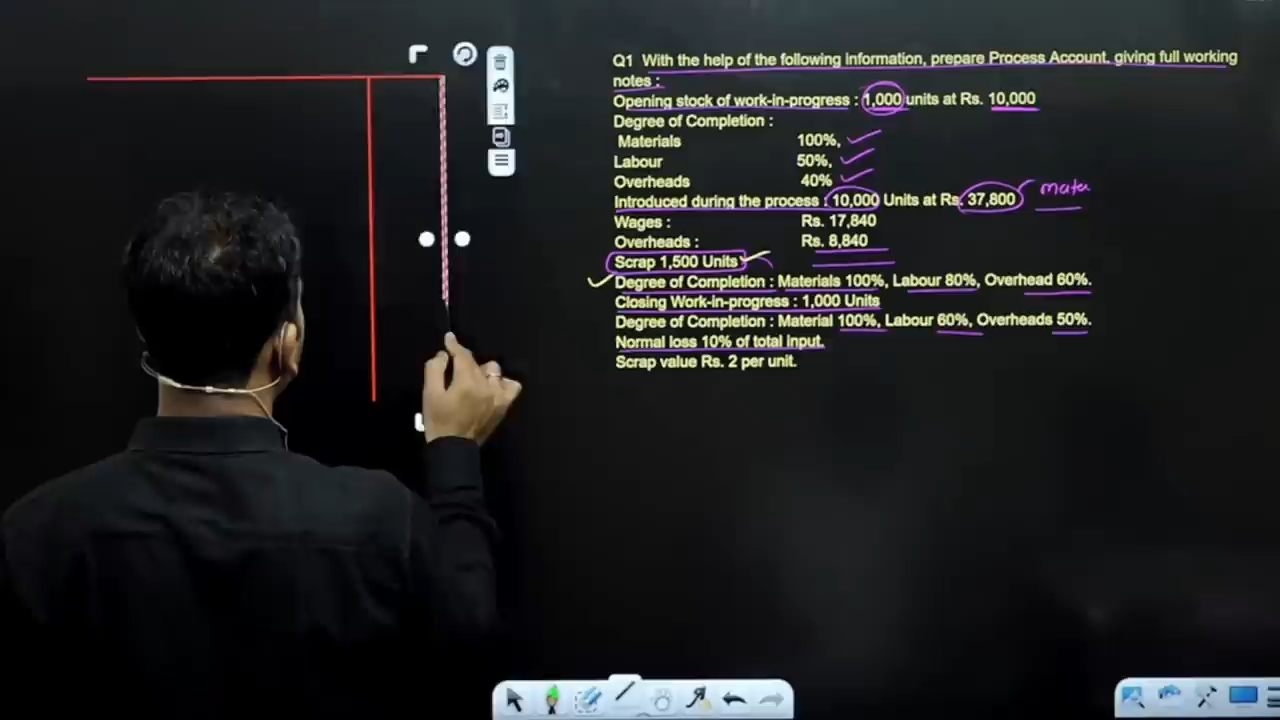 Q1 With the help of the following information, prepare Process Account, giving full working
notes :
Opening stock of work-in-progress : 1,000 units at Rs. 10,000
Degree of Completion :
Materials 100%,
Labour 50%,
Overheads 40%
Introduced during the process : 10,000 Units at Rs. 37,800 mate
Wages : Rs. 17,840
Overheads : Rs. 8,840
Scrap 1,500 Units
Degree of Completion : Materials 100%, Labour 80%, Overhead 60%.
Closing Work-in-progress : 1,000 Units
Degree of Completion : Material 100%, Labour 60%, Overheads 50%.
Normal loss 10% of total input.
Scrap value Rs. 2 per unit.